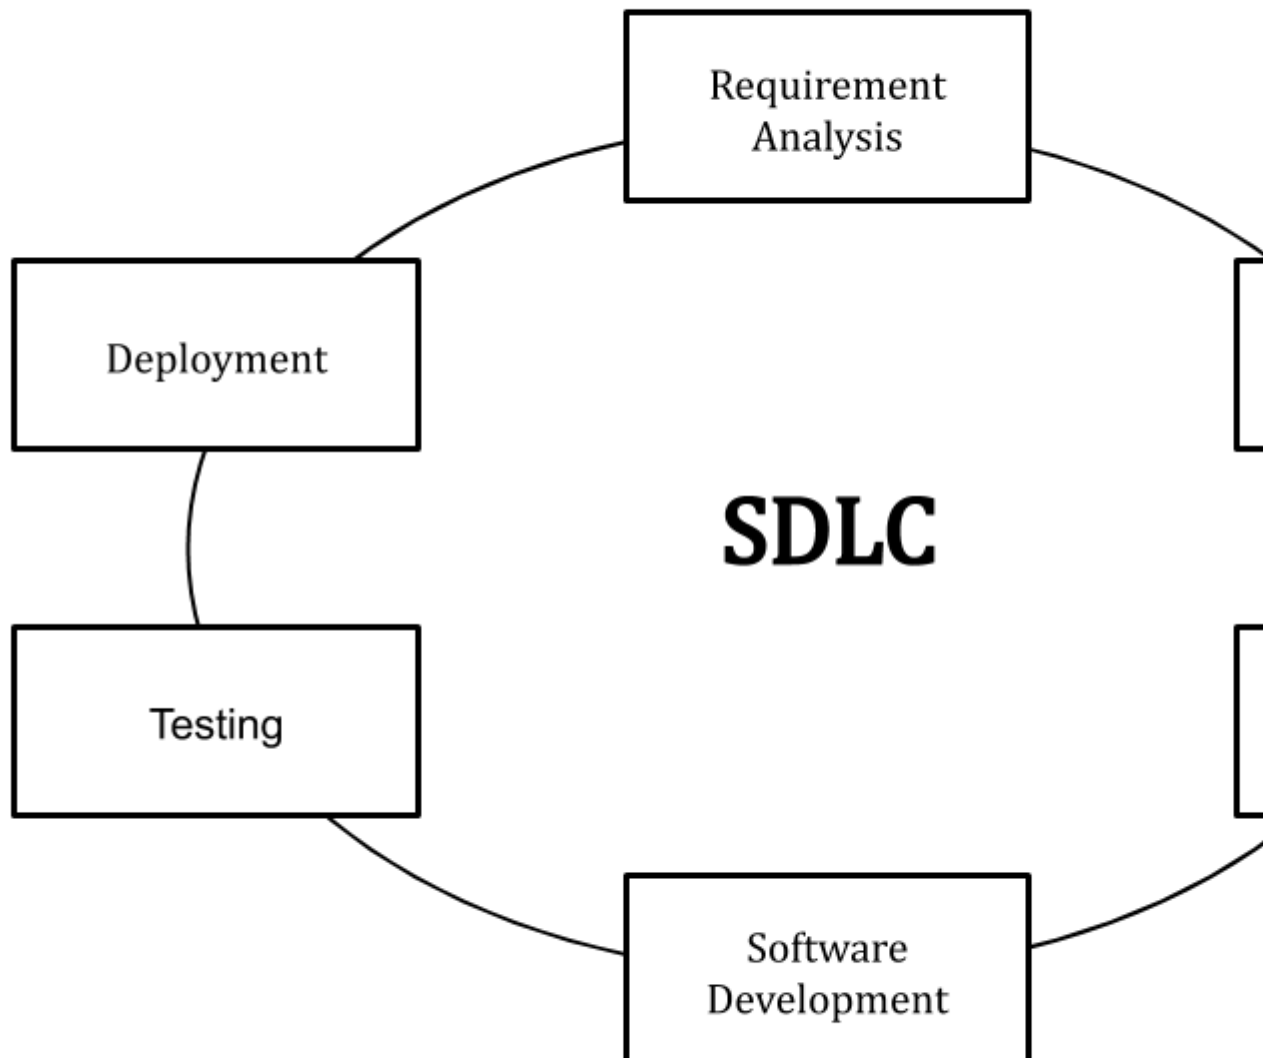 Requirement
Analysis
Deployment
SDLC
Testing
Software
Development